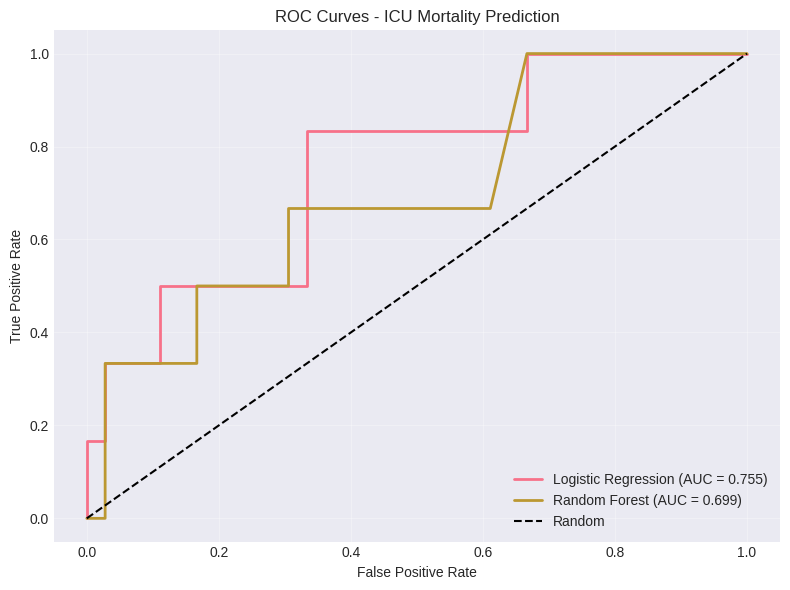 ROC Curves - ICU Mortality Prediction
True Positive Rate
1.0
0.8
0.6
0.4
0.2
0.0
Logistic Regression (AUC = 0.755)
Random Forest (AUC = 0.699)
Random
0.0 0.2 0.4 0.6 0.8 1.0
False Positive Rate